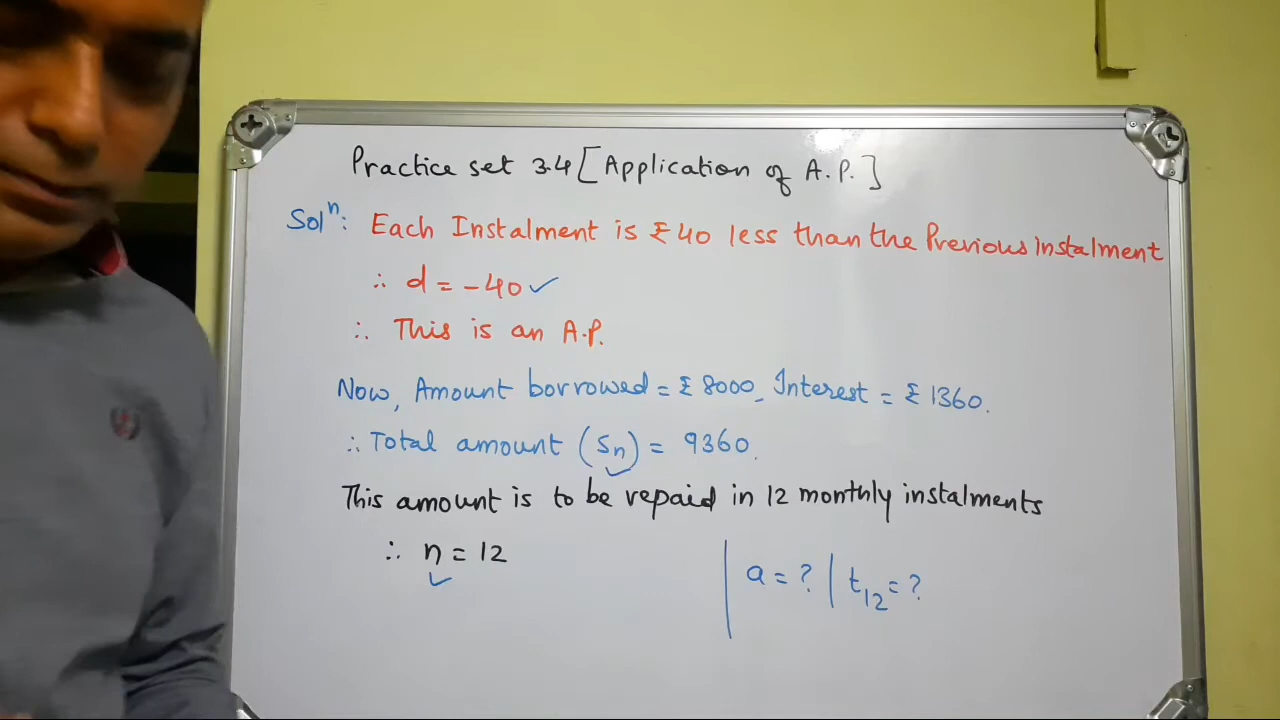 Practice set 3.4 [Application of A.P.]
Solⁿ: Each Instalment is ₹40 less than the Previous instalment
∴ d = -40 ✓
∴ This is an A.P.
Now, Amount borrowed = ₹ 8000, Interest = ₹ 1360.
∴ Total amount (Sn) = 9360.
This amount is to be repaid in 12 monthly instalments
∴ n = 12
a = ? | t₁₂ = ?